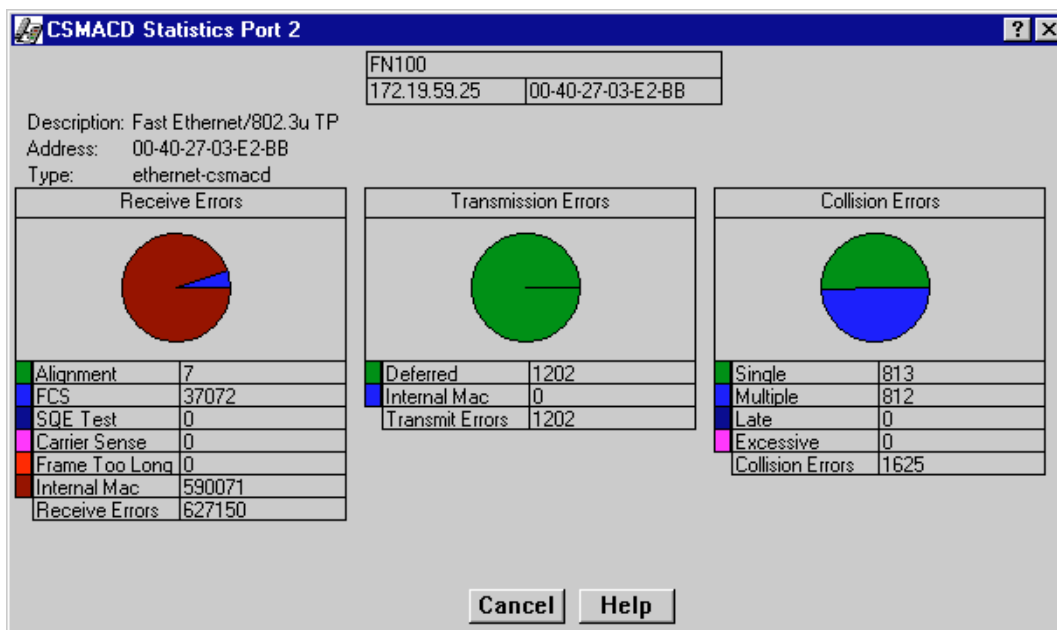 CSMACD Statistics Port 2
FN100
172.19.59.25 00-40-27-03-E2-BB
Description: Fast Ethernet/802.3u TP
Address: 00-40-27-03-E2-BB
Type: ethernet-csmacd
Receive Errors
Alignment 7
FCS 37072
SQE Test 0
Carrier Sense 0
Frame Too Long 0
Internal Mac 590071
Receive Errors 627150
Transmission Errors
Deferred 1202
Internal Mac 0
Transmit Errors 1202
Collision Errors
Single 813
Multiple 812
Late 0
Excessive 0
Collision Errors 1625
Cancel Help